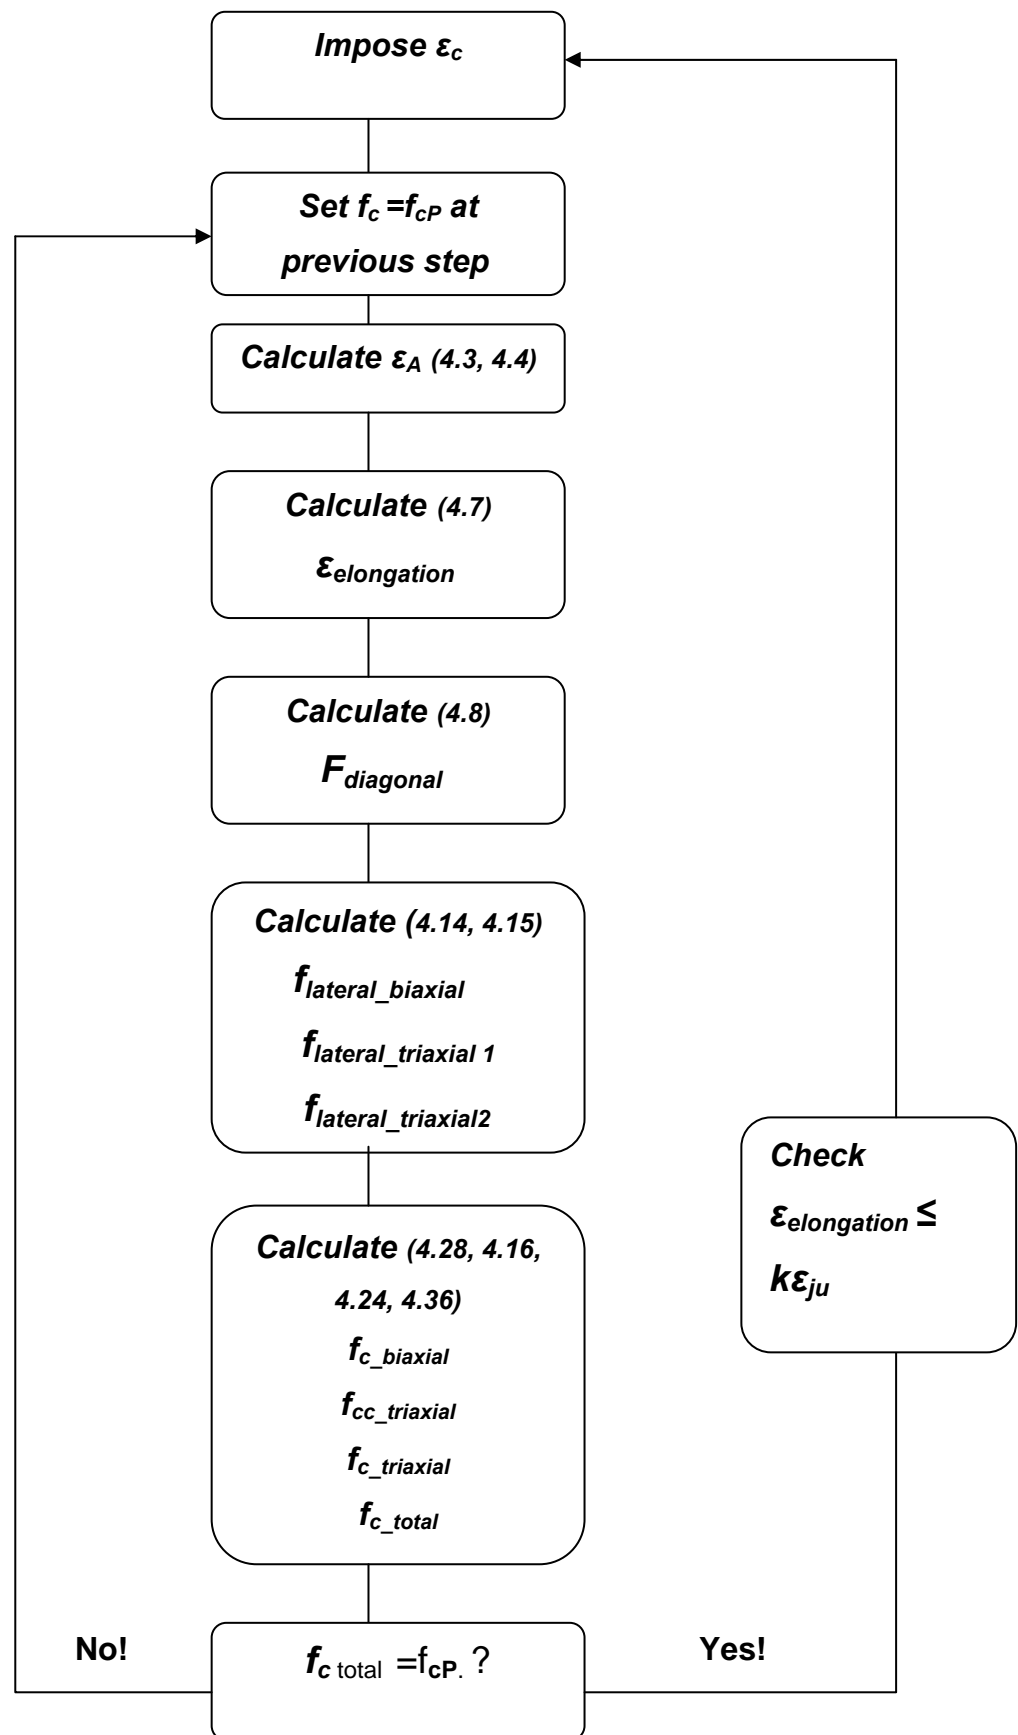 Impose εc
Set fc =fcP at
previous step
Calculate εA (4.3, 4.4)
Calculate (4.7)
εelongation
Calculate (4.8)
Fdiagonal
Calculate (4.14, 4.15)
flateral_biaxial
flateral_triaxial 1
flateral_triaxial2
Check
εelongation ≤
kεju
Calculate (4.28, 4.16,
4.24, 4.36)
fc_biaxial
fcc_triaxial
fc_triaxial
fc_total
No!
fc total =fcP. ?
Yes!